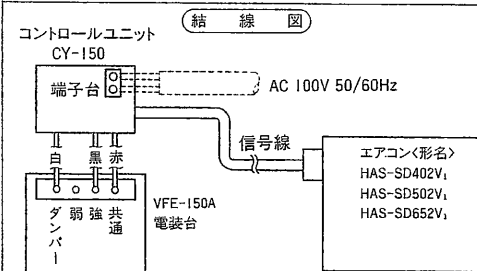 結線図
コントロールユニット
CY-150
端子台
AC 100V 50/60Hz
信号線
白 黒 赤
エアコン〈形名〉
HAS-SD402V₁
HAS-SD502V₁
HAS-SD652V₁
ダンパー 弱 強 共通
VFE-150A
電装台